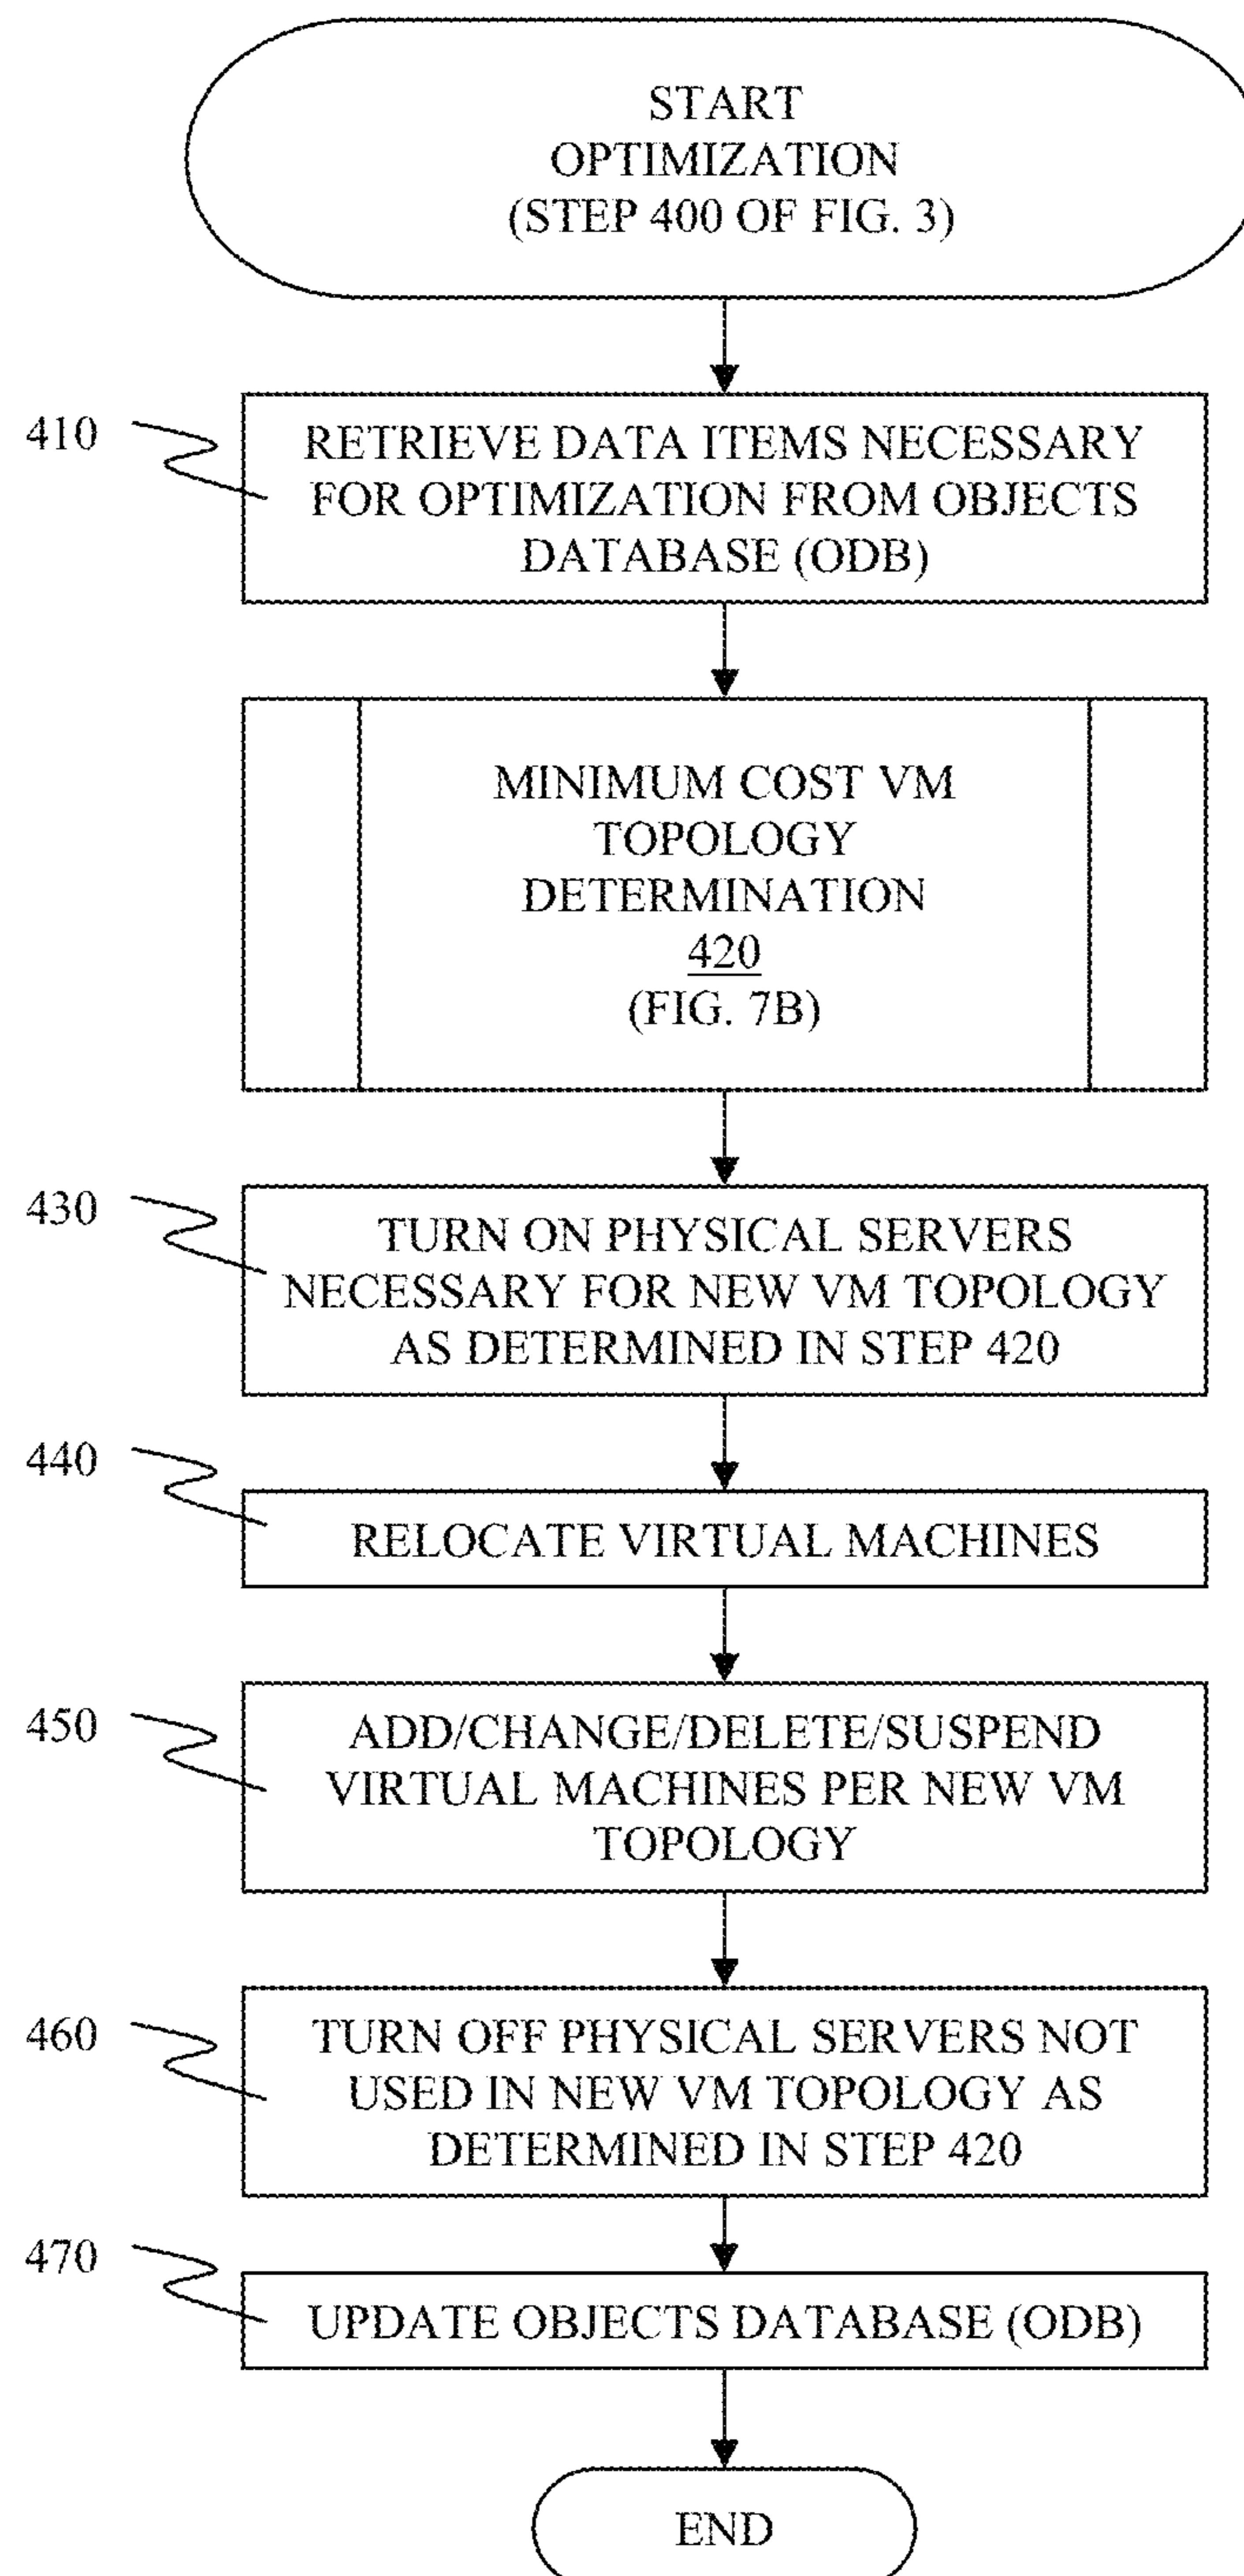 START
OPTIMIZATION
(STEP 400 OF FIG. 3)
410
RETRIEVE DATA ITEMS NECESSARY
FOR OPTIMIZATION FROM OBJECTS
DATABASE (ODB)
MINIMUM COST VM
TOPOLOGY
DETERMINATION
420
(FIG. 7B)
430
TURN ON PHYSICAL SERVERS
NECESSARY FOR NEW VM TOPOLOGY
AS DETERMINED IN STEP 420
440
RELOCATE VIRTUAL MACHINES
450
ADD/CHANGE/DELETE/SUSPEND
VIRTUAL MACHINES PER NEW VM
TOPOLOGY
460
TURN OFF PHYSICAL SERVERS NOT
USED IN NEW VM TOPOLOGY AS
DETERMINED IN STEP 420
470
UPDATE OBJECTS DATABASE (ODB)
END